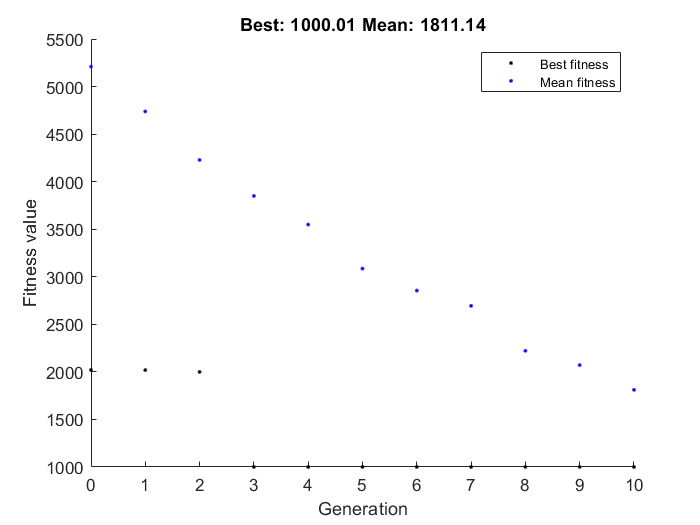 Best: 1000.01 Mean: 1811.14
Best fitness
Mean fitness
5500
5000
4500
4000
3500
3000
2500
2000
1500
1000
Fitness value
0 1 2 3 4 5 6 7 8 9 10
Generation